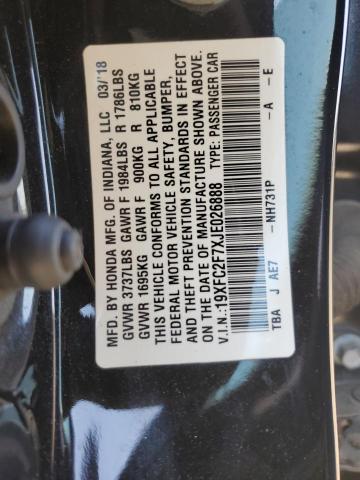 MFD. BY HONDA MFG. OF INDIANA, LLC 03/'18
GVWR 3737LBS GAWR F 1984LBS R 1786LBS
GVWR 1695KG GAWR F 900KG R 810KG
THIS VEHICLE CONFORMS TO ALL APPLICABLE
FEDERAL MOTOR VEHICLE SAFETY, BUMPER,
AND THEFT PREVENTION STANDARDS IN EFFECT
ON THE DATE OF MANUFACTURE SHOWN ABOVE.
V.I.N.:19XFC2F7XJE026888 TYPE: PASSENGER CAR
TBA J AE7 -NH731P -A -E